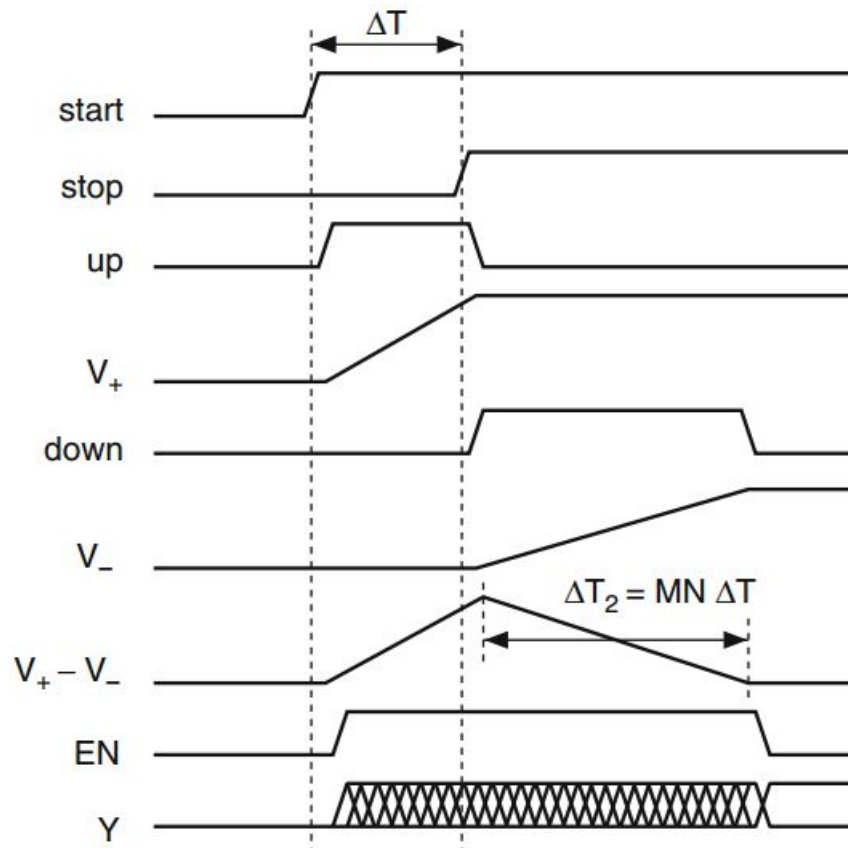 ΔT
start
stop
up
V₊
down
V₋
ΔT₂ = MN ΔT
V₊ – V₋
EN
Y